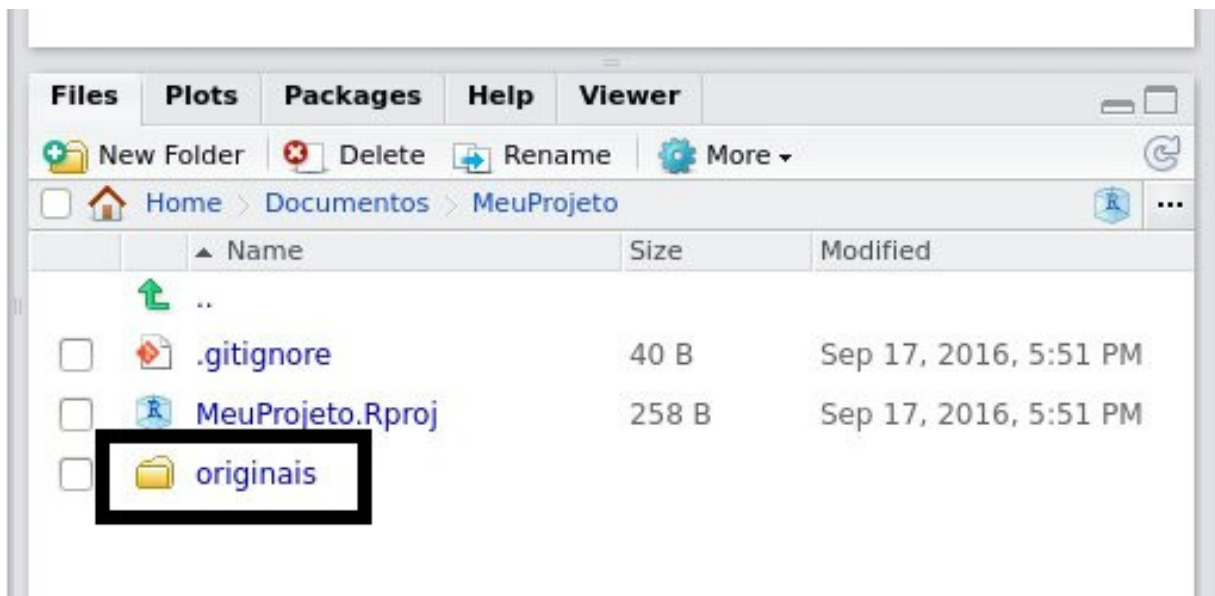 Files Plots Packages Help Viewer
New Folder Delete Rename More
Home Documentos MeuProjeto R ...
Name Size Modified
..
.gitignore 40 B Sep 17, 2016, 5:51 PM
R MeuProjeto.Rproj 258 B Sep 17, 2016, 5:51 PM
originais